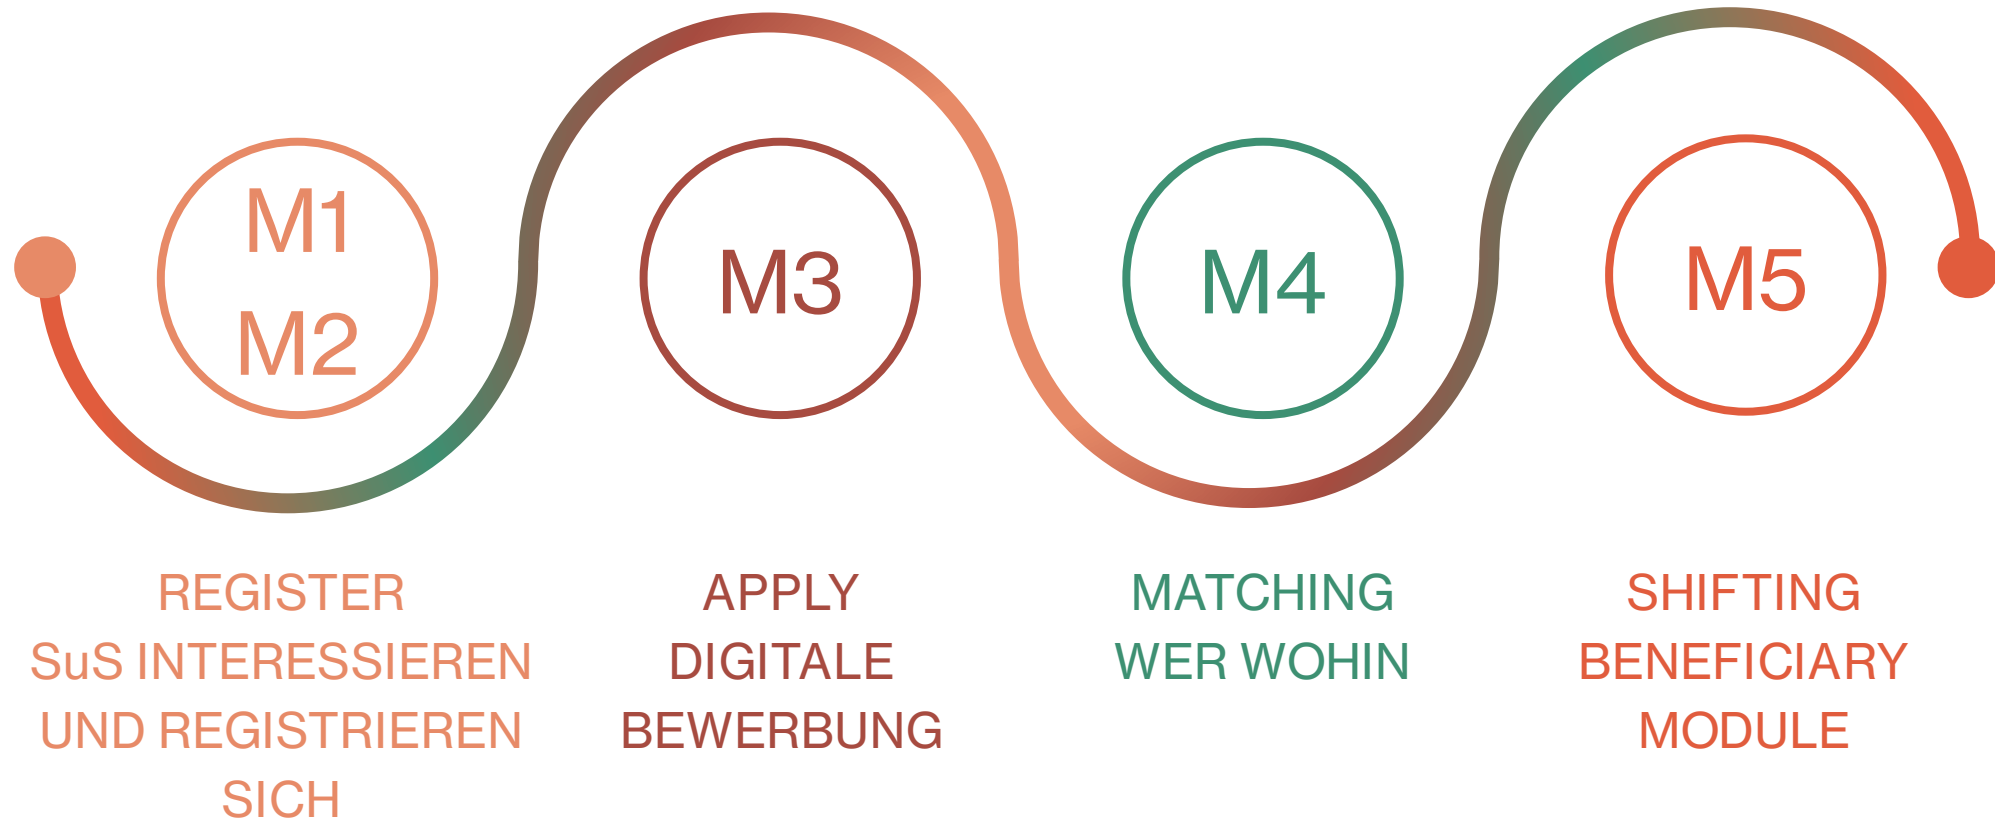 M1
M2
M3
M4
M5
REGISTER
SuS INTERESSIEREN
UND REGISTRIEREN
SICH
APPLY
DIGITALE
BEWERBUNG
MATCHING
WER WOHIN
SHIFTING
BENEFICIARY
MODULE